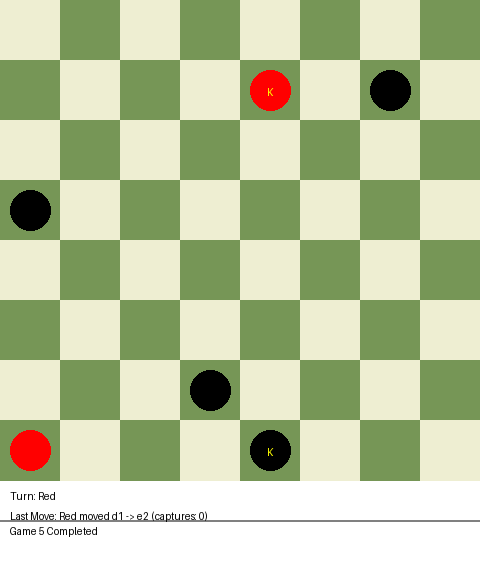 K
K
Turn: Red
Last Move: Red moved d1 -> e2 (captures: 0)
Game 5 Completed